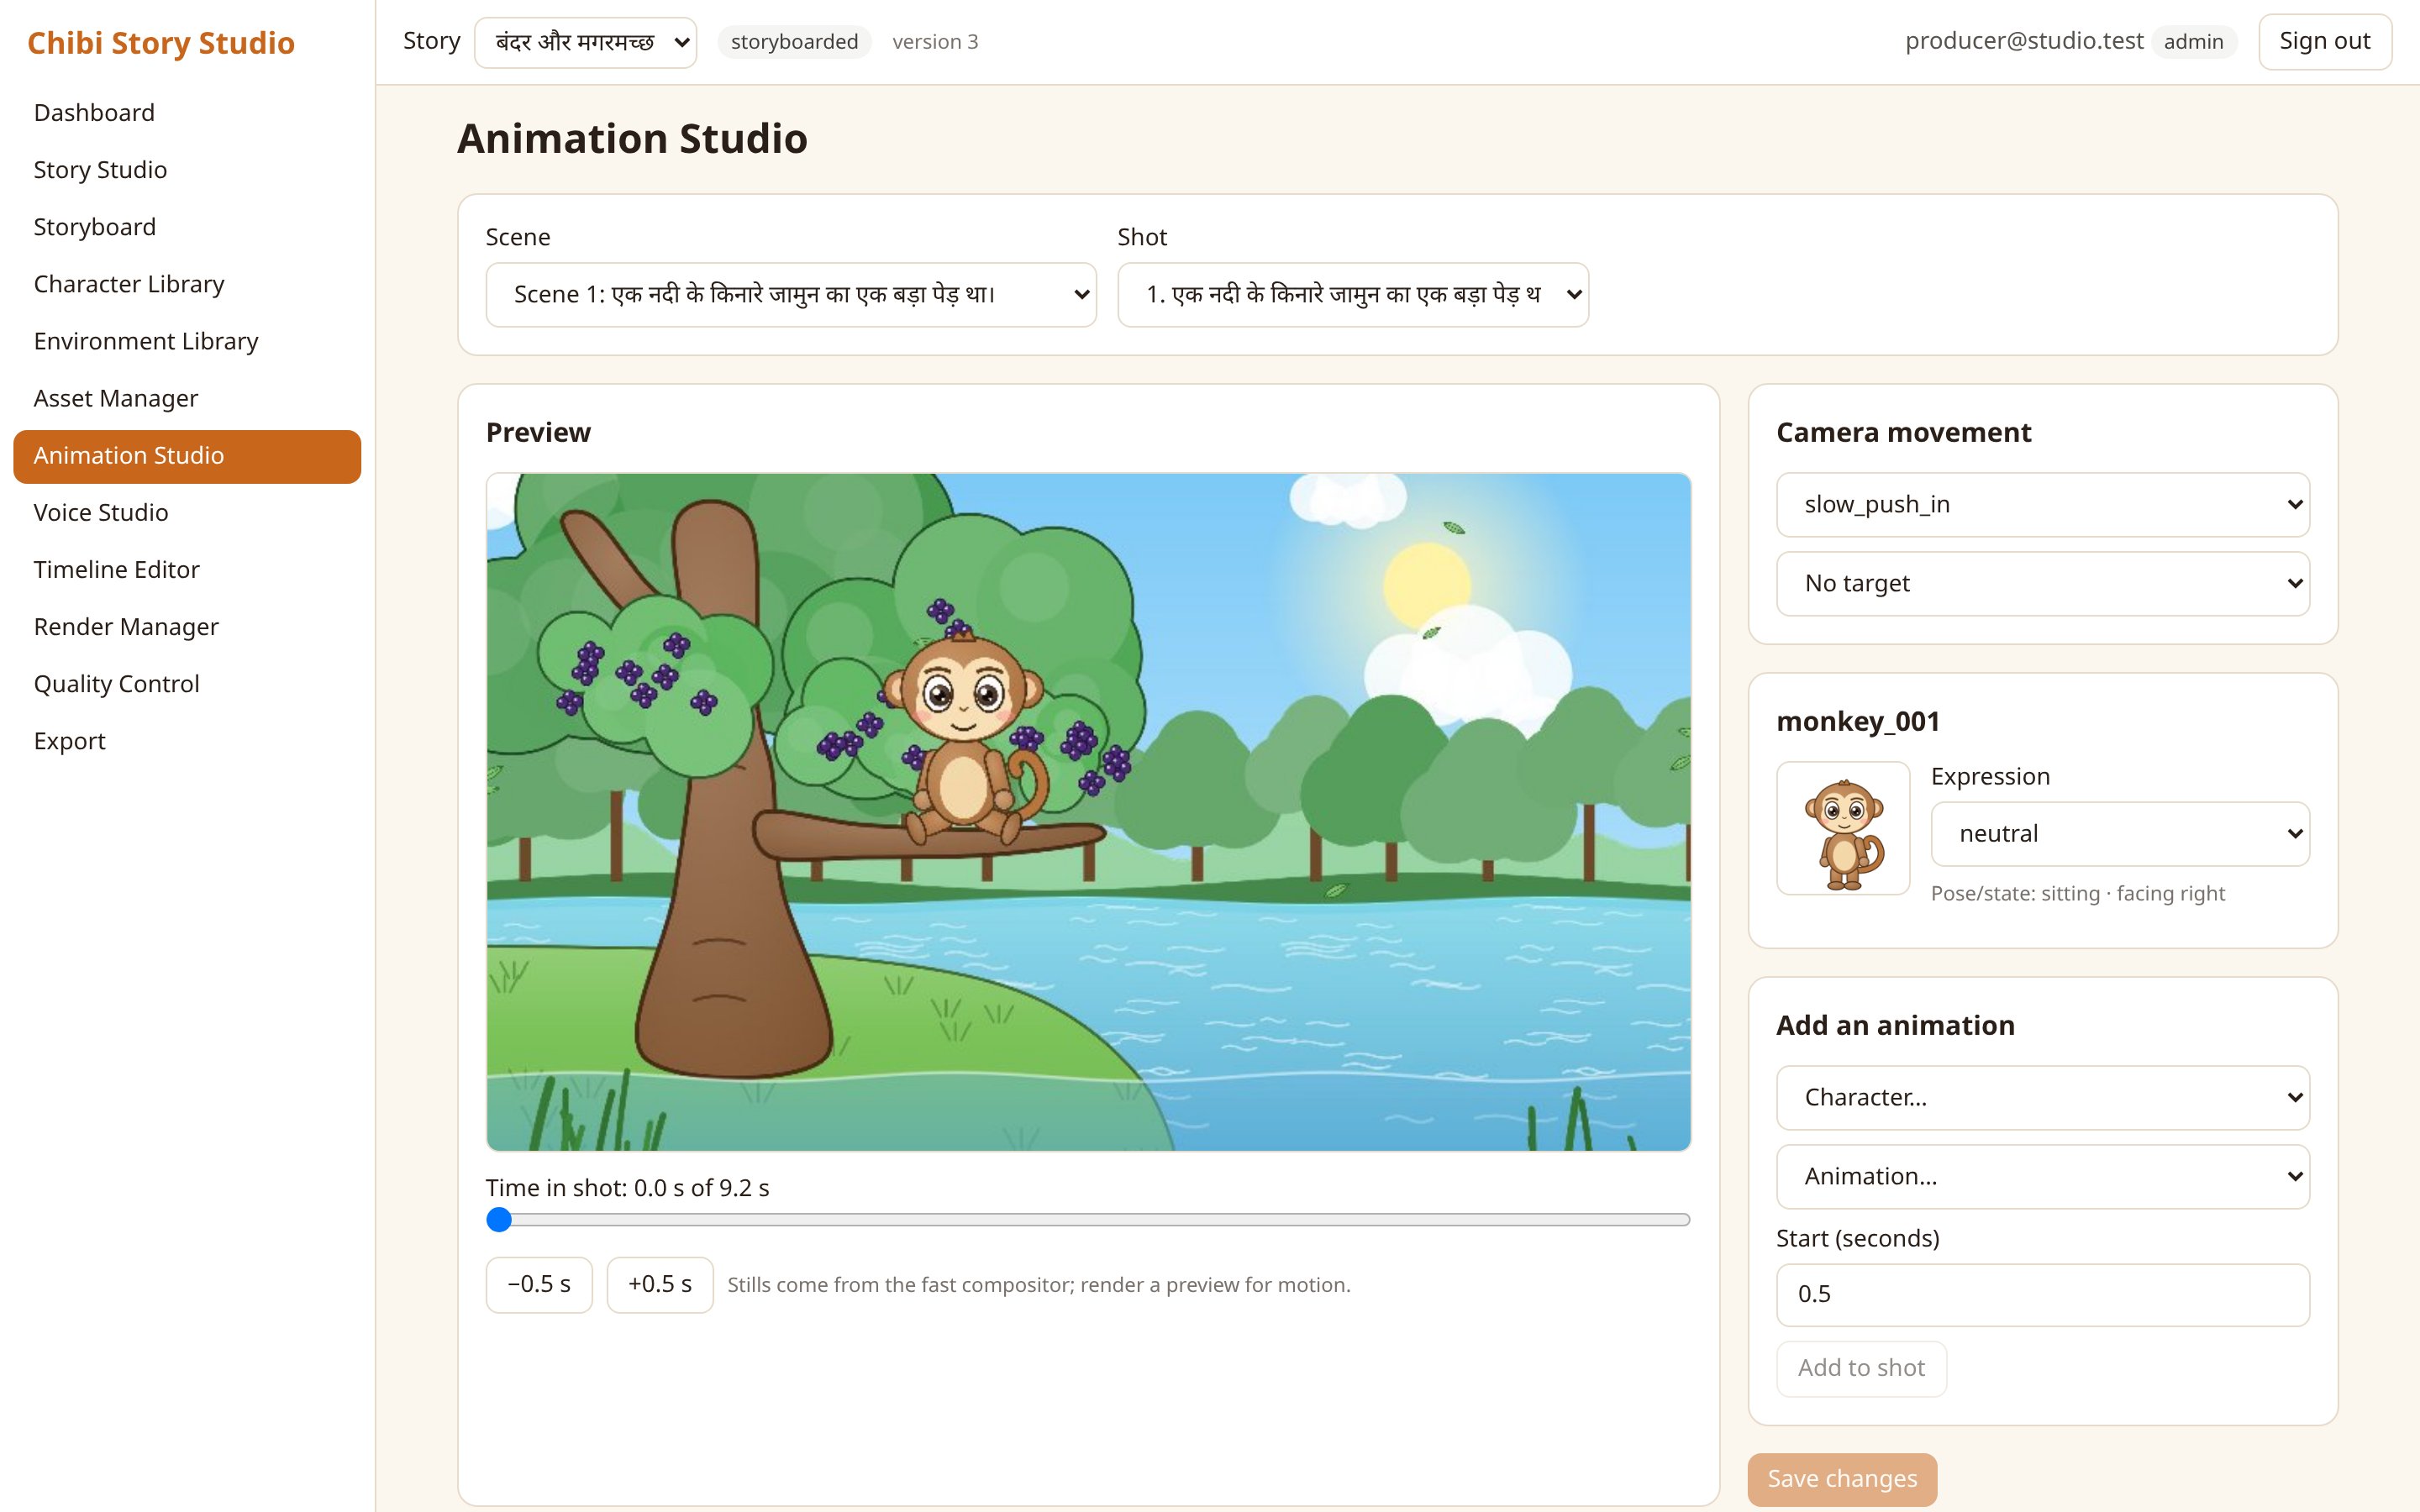 Chibi Story Studio
Dashboard
Story Studio
Storyboard
Character Library
Environment Library
Asset Manager
Animation Studio
Voice Studio
Timeline Editor
Render Manager
Quality Control
Export
Story बंदर और मगरमच्छ storyboarded version 3 producer@studio.test admin Sign out
Animation Studio
Scene
Scene 1: एक नदी के किनारे जामुन का एक बड़ा पेड़ था।
Shot
1. एक नदी के किनारे जामुन का एक बड़ा पेड़ थ
Preview
Time in shot: 0.0 s of 9.2 s
−0.5 s +0.5 s Stills come from the fast compositor; render a preview for motion.
Camera movement
slow_push_in
No target
monkey_001
Expression
neutral
Pose/state: sitting · facing right
Add an animation
Character...
Animation...
Start (seconds)
0.5
Add to shot
Save changes